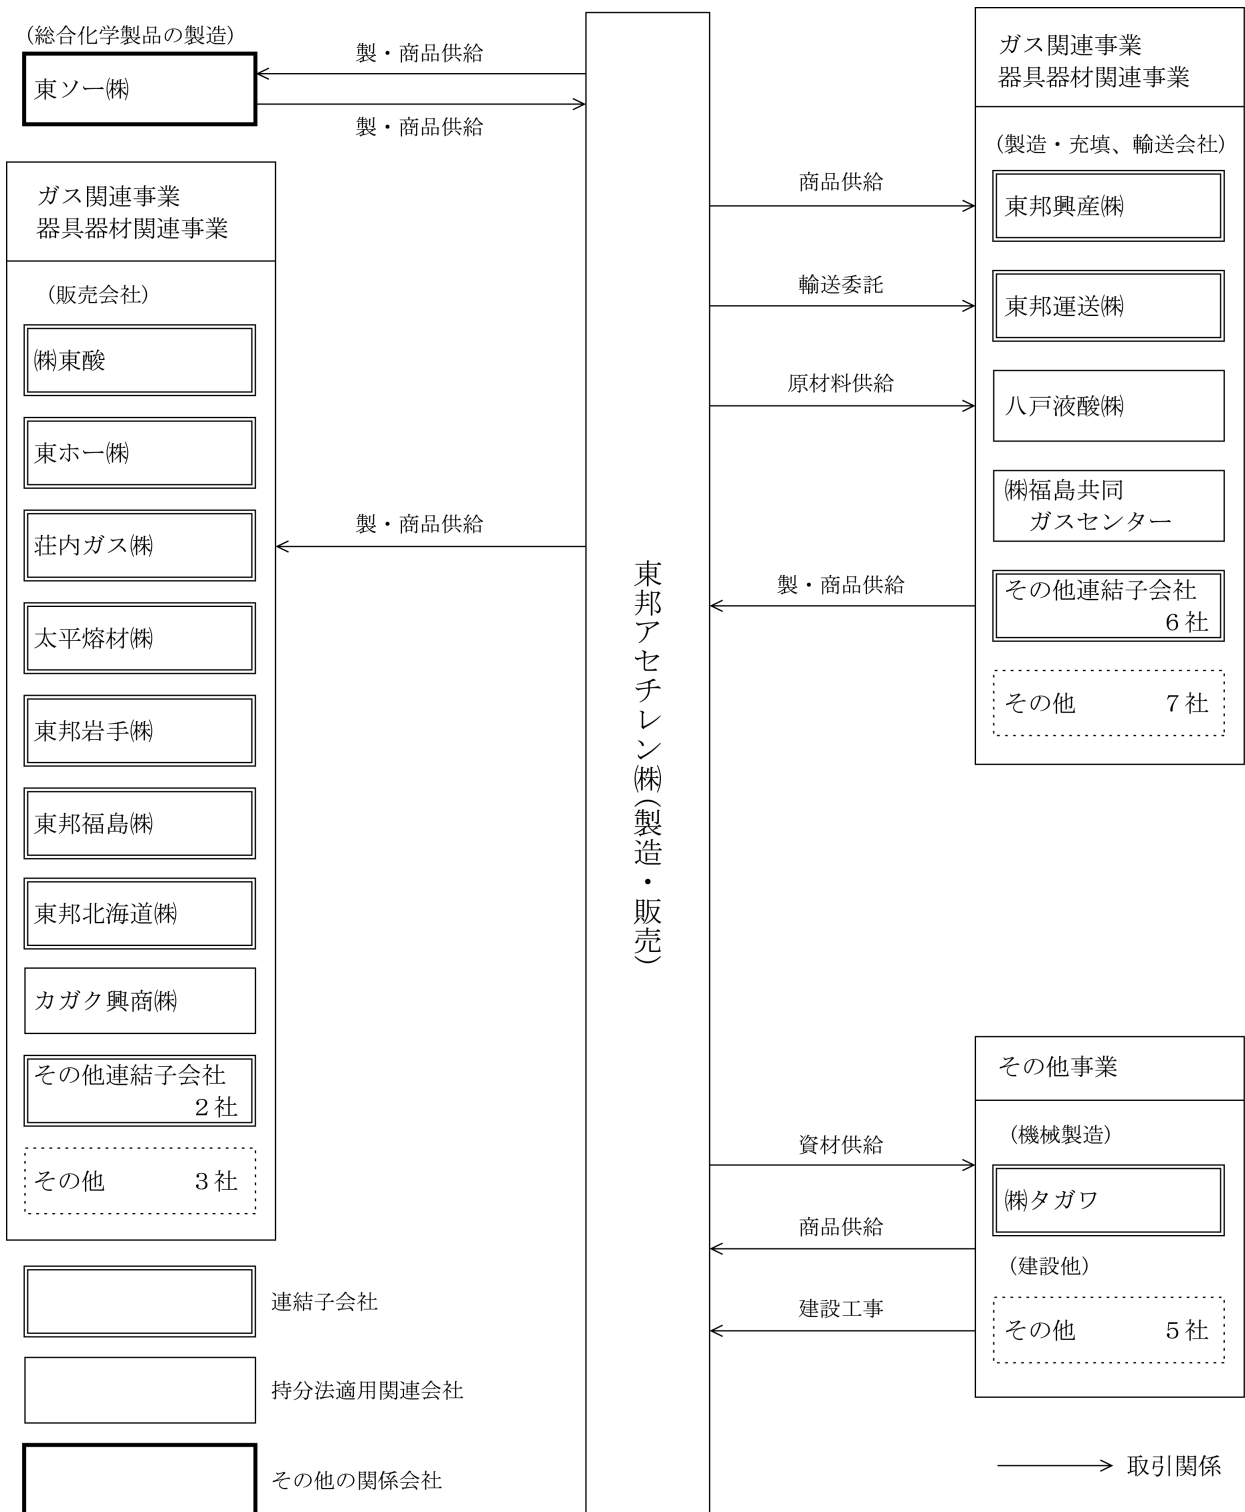 (総合化学製品の製造)
東ソー㈱
製・商品供給
製・商品供給
ガス関連事業
器具器材関連事業
(販売会社)
㈱東酸
東ホー㈱
荘内ガス㈱
太平熔材㈱
東邦岩手㈱
東邦福島㈱
東邦北海道㈱
カガク興商㈱
その他連結子会社
2社
その他 3社
製・商品供給
東邦アセチレン㈱(製造・販売)
ガス関連事業
器具器材関連事業
(製造・充填、輸送会社)
商品供給
東邦興産㈱
輸送委託
東邦運送㈱
原材料供給
八戸液酸㈱
㈱福島共同
ガスセンター
製・商品供給
その他連結子会社
6社
その他 7社
その他事業
(機械製造)
資材供給
㈱タガワ
商品供給
(建設他)
建設工事
その他 5社
連結子会社
持分法適用関連会社
その他の関係会社
取引関係